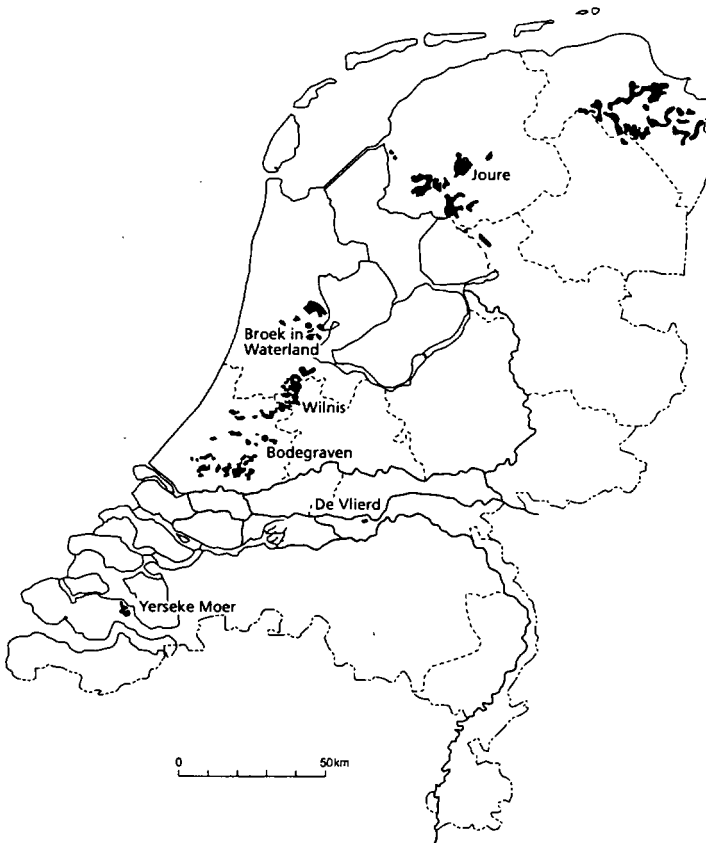 Joure
Broek in
Waterland
Wilnis
Bodegraven
De Vlierd
Yerseke Moer
0 50km